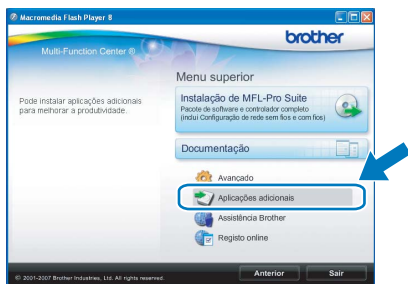 Macromedia Flash Player 8
brother
Multi-Function Center ®
Menu superior
Pode instalar aplicações adicionais
para melhorar a produtividade.
Instalação de MFL-Pro Suite
Pacote de software e controlador completo
(inclui Configuração de rede sem fios e com fios)
Documentação
Avançado
Aplicações adicionais
Assistência Brother
Registo online
© 2001-2007 Brother Industries, Ltd. All rights reserved.
Anterior
Sair